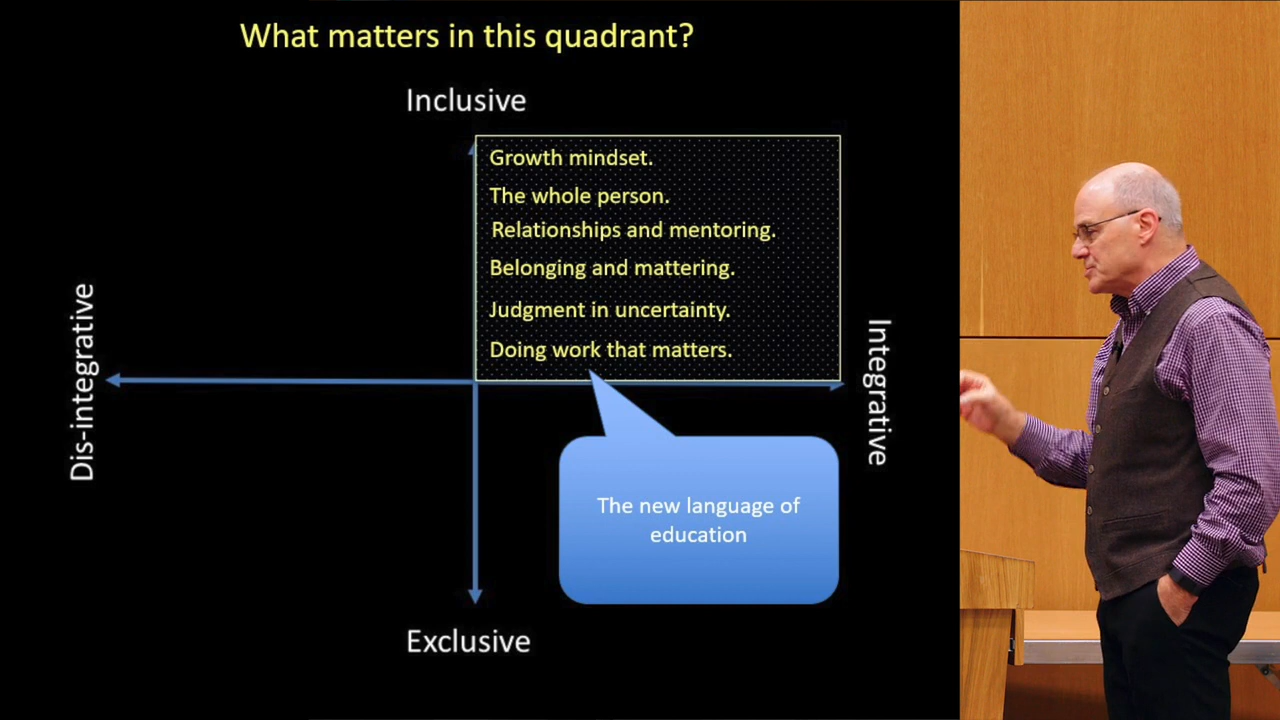 What matters in this quadrant?
Inclusive
Growth mindset.
The whole person.
Relationships and mentoring.
Belonging and mattering.
Judgment in uncertainty.
Doing work that matters.
Dis-integrative
Integrative
The new language of
education
Exclusive